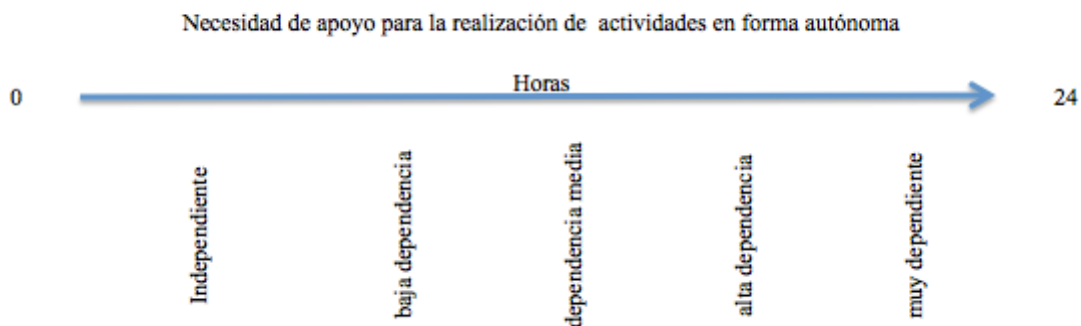 Necesidad de apoyo para la realización de actividades en forma autónoma
Horas
0
24
Independiente
baja dependencia
dependencia media
alta dependencia
muy dependiente